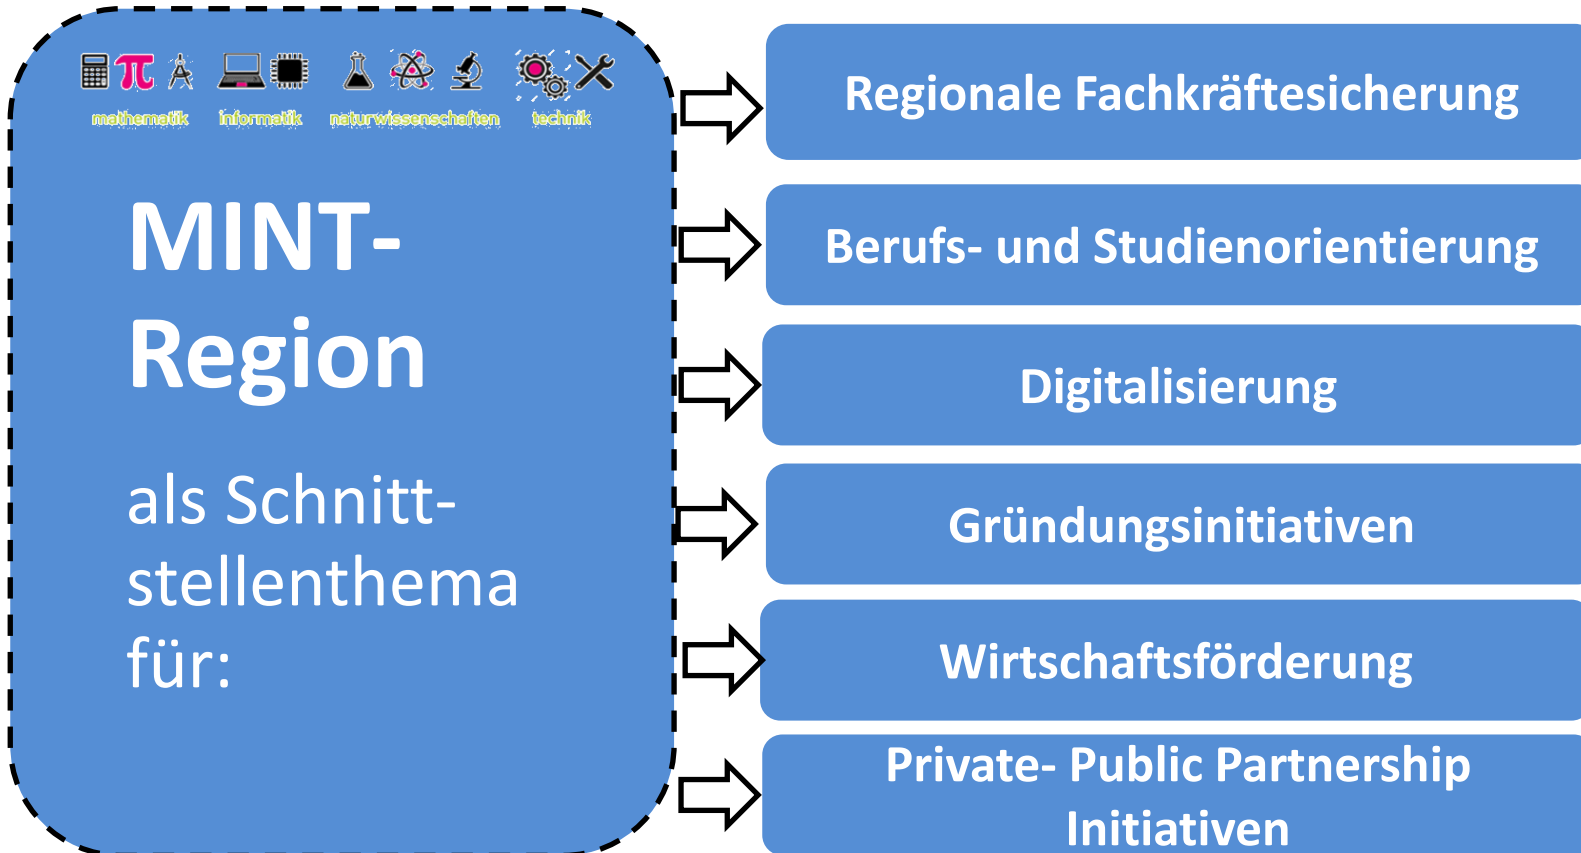 mathematik informatik naturwissenschaften technik
MINT-
Region
als Schnitt-
stellenthema
für:
Regionale Fachkräftesicherung
Berufs- und Studienorientierung
Digitalisierung
Gründungsinitiativen
Wirtschaftsförderung
Private- Public Partnership
Initiativen